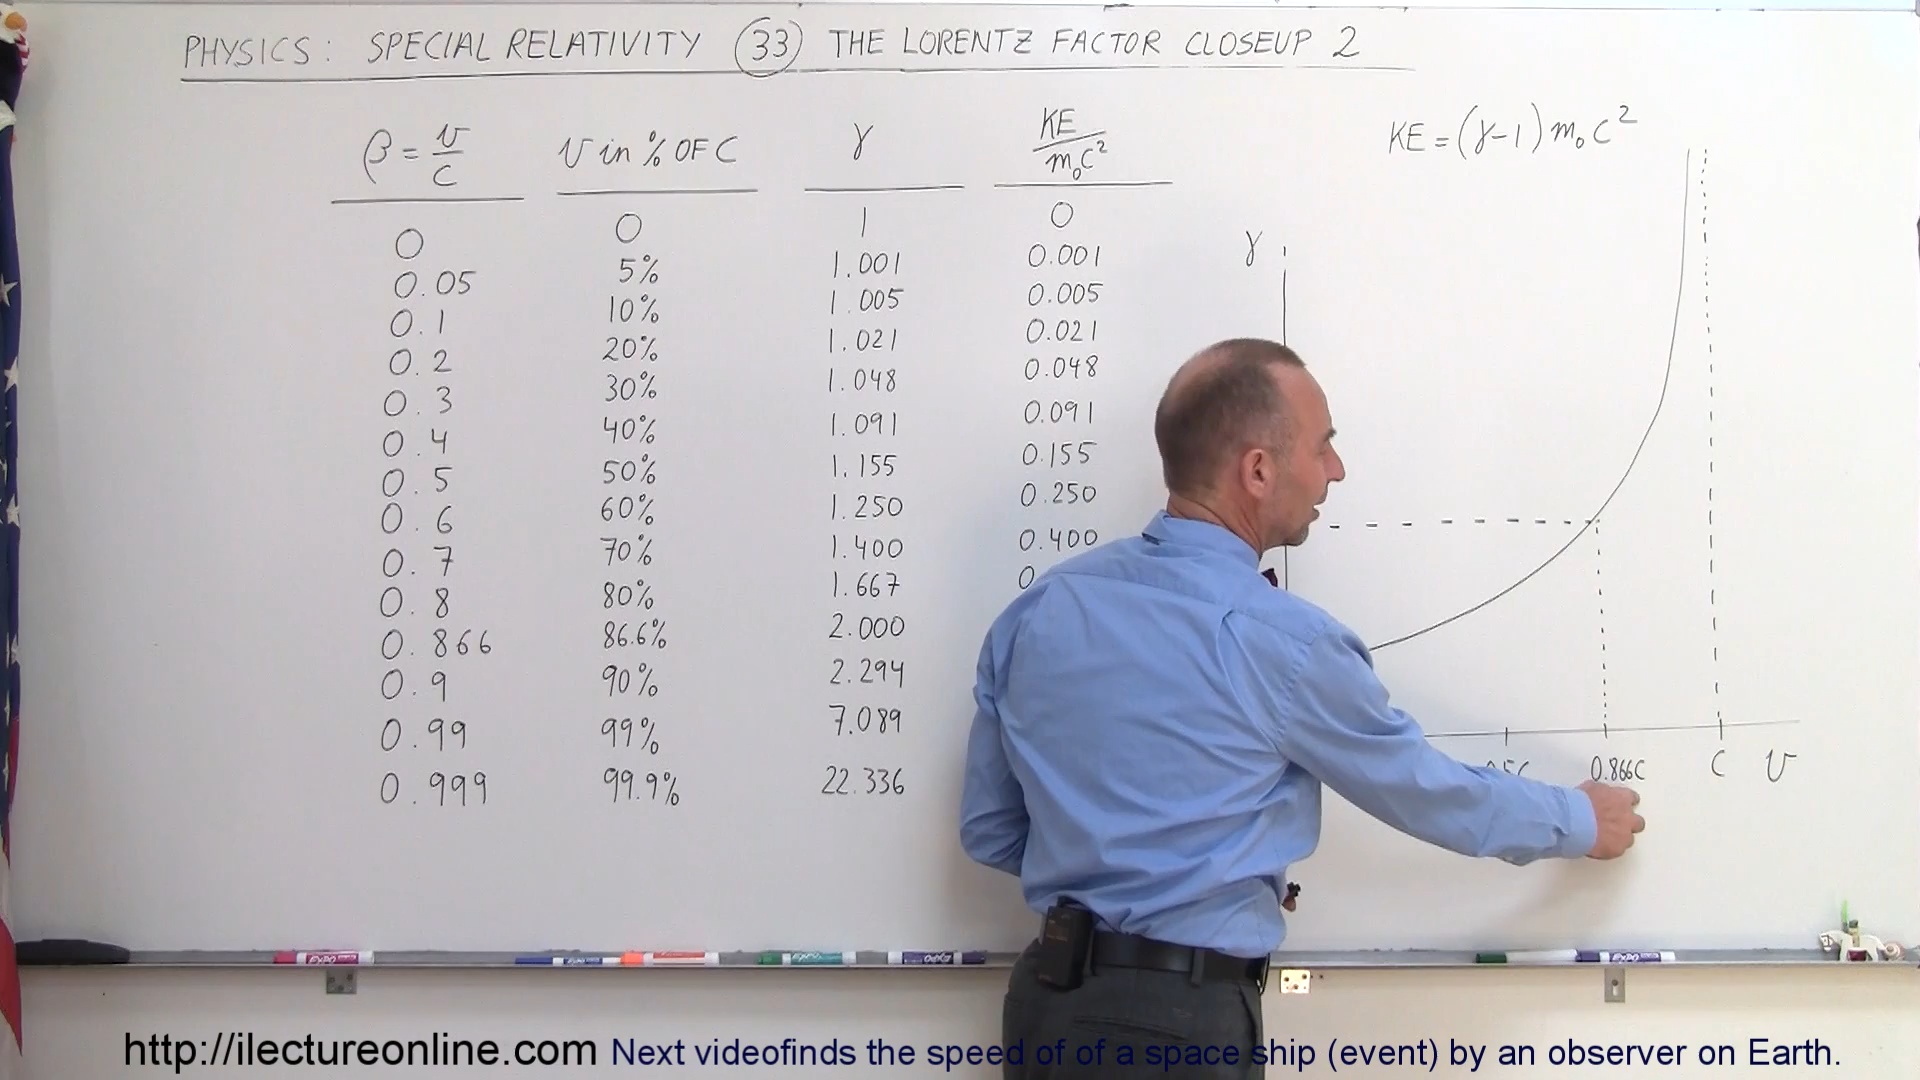 PHYSICS: SPECIAL RELATIVITY (33) THE LORENTZ FACTOR CLOSEUP 2
β = v/c   v in % OF C   γ   KE/m₀c²
0   0   1   0
0.05   5%   1.001   0.001
0.1   10%   1.005   0.005
0.2   20%   1.021   0.021
0.3   30%   1.048   0.048
0.4   40%   1.091   0.091
0.5   50%   1.155   0.155
0.6   60%   1.250   0.250
0.7   70%   1.400   0.400
0.8   80%   1.667   0
0.866   86.6%   2.000
0.9   90%   2.294
0.99   99%   7.089
0.999   99.9%   22.336
KE = (γ-1) m₀c²
γ
0.866C   C   v
EXPO
EXPO
EXPO
EXPO
EXPO
http://ilectureonline.com Next videofinds the speed of of a space ship (event) by an observer on Earth.